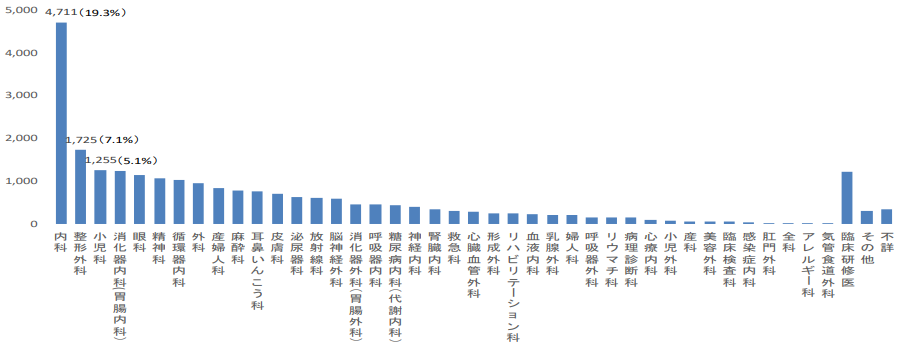 5,000
4,000
3,000
2,000
1,000
0
4,711(19.3%)
1,725(7.1%)
1,255(5.1%)
内科
整形外科
小児科
消化器内科(胃腸内科)
眼科
精神科
循環器内科
外科
産婦人科
麻酔科
耳鼻いんこう科
皮膚科
泌尿器科
放射線科
脳神経外科
消化器外科(胃腸外科)
呼吸器内科
糖尿病内科(代謝内科)
神経内科
腎臓内科
救急科
心臓血管外科
形成外科
リハビリテーション科
血液内科
乳腺外科
婦人科
呼吸器外科
リウマチ科
病理診断科
心療内科
小児外科
産科
美容外科
臨床検査科
感染症内科
肛門外科
全科
アレルギー科
気管食道外科
臨床研修医
その他
不詳